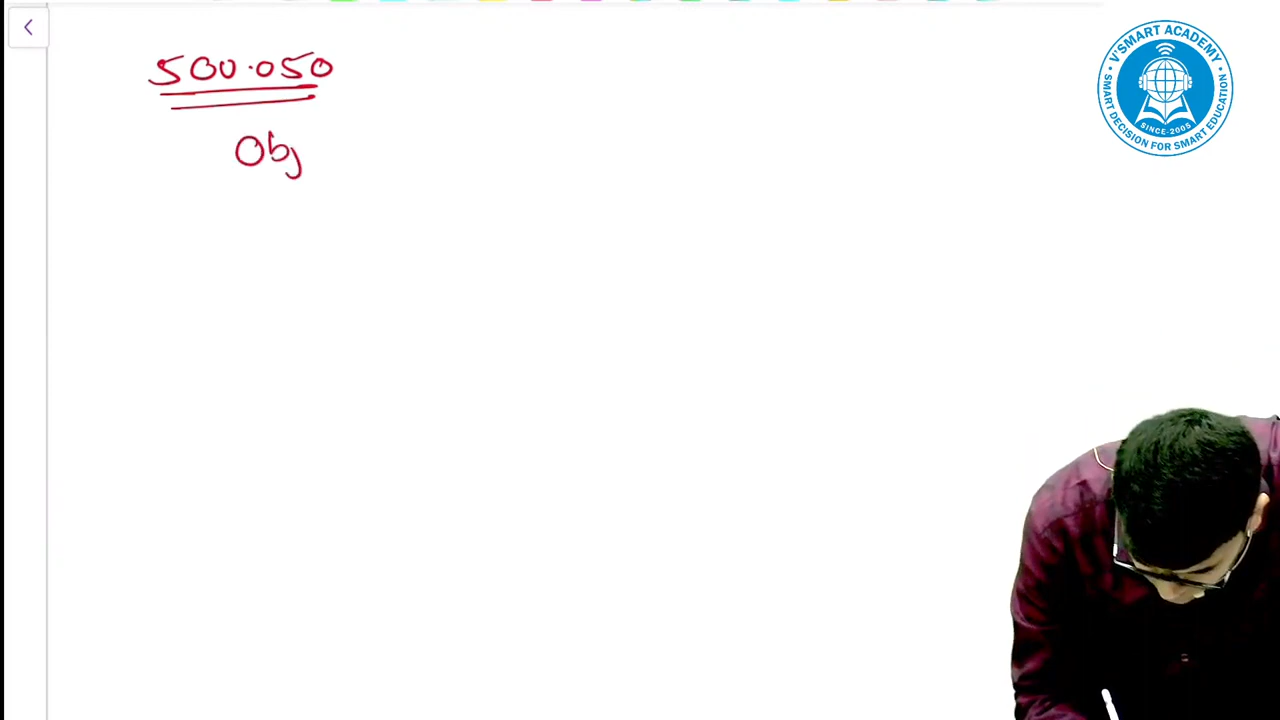 500.050
Obj
V'SMART ACADEMY
SINCE-2005
SMART DECISION FOR SMART EDUCATION